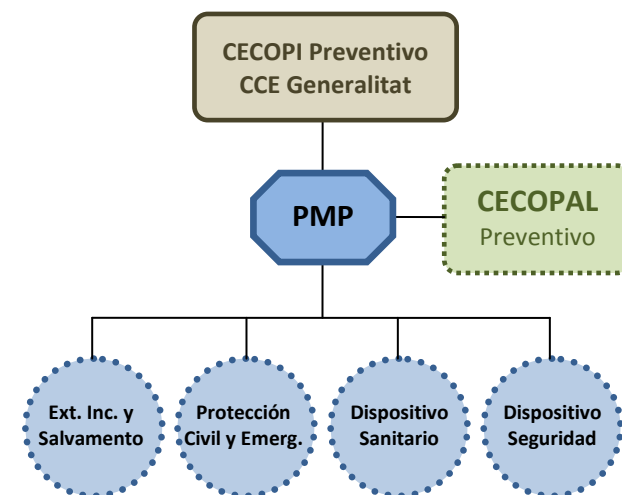 CECOPI Preventivo
CCE Generalitat
PMP
CECOPAL
Preventivo
Ext. Inc. y
Salvamento
Protección
Civil y Emerg.
Dispositivo
Sanitario
Dispositivo
Seguridad